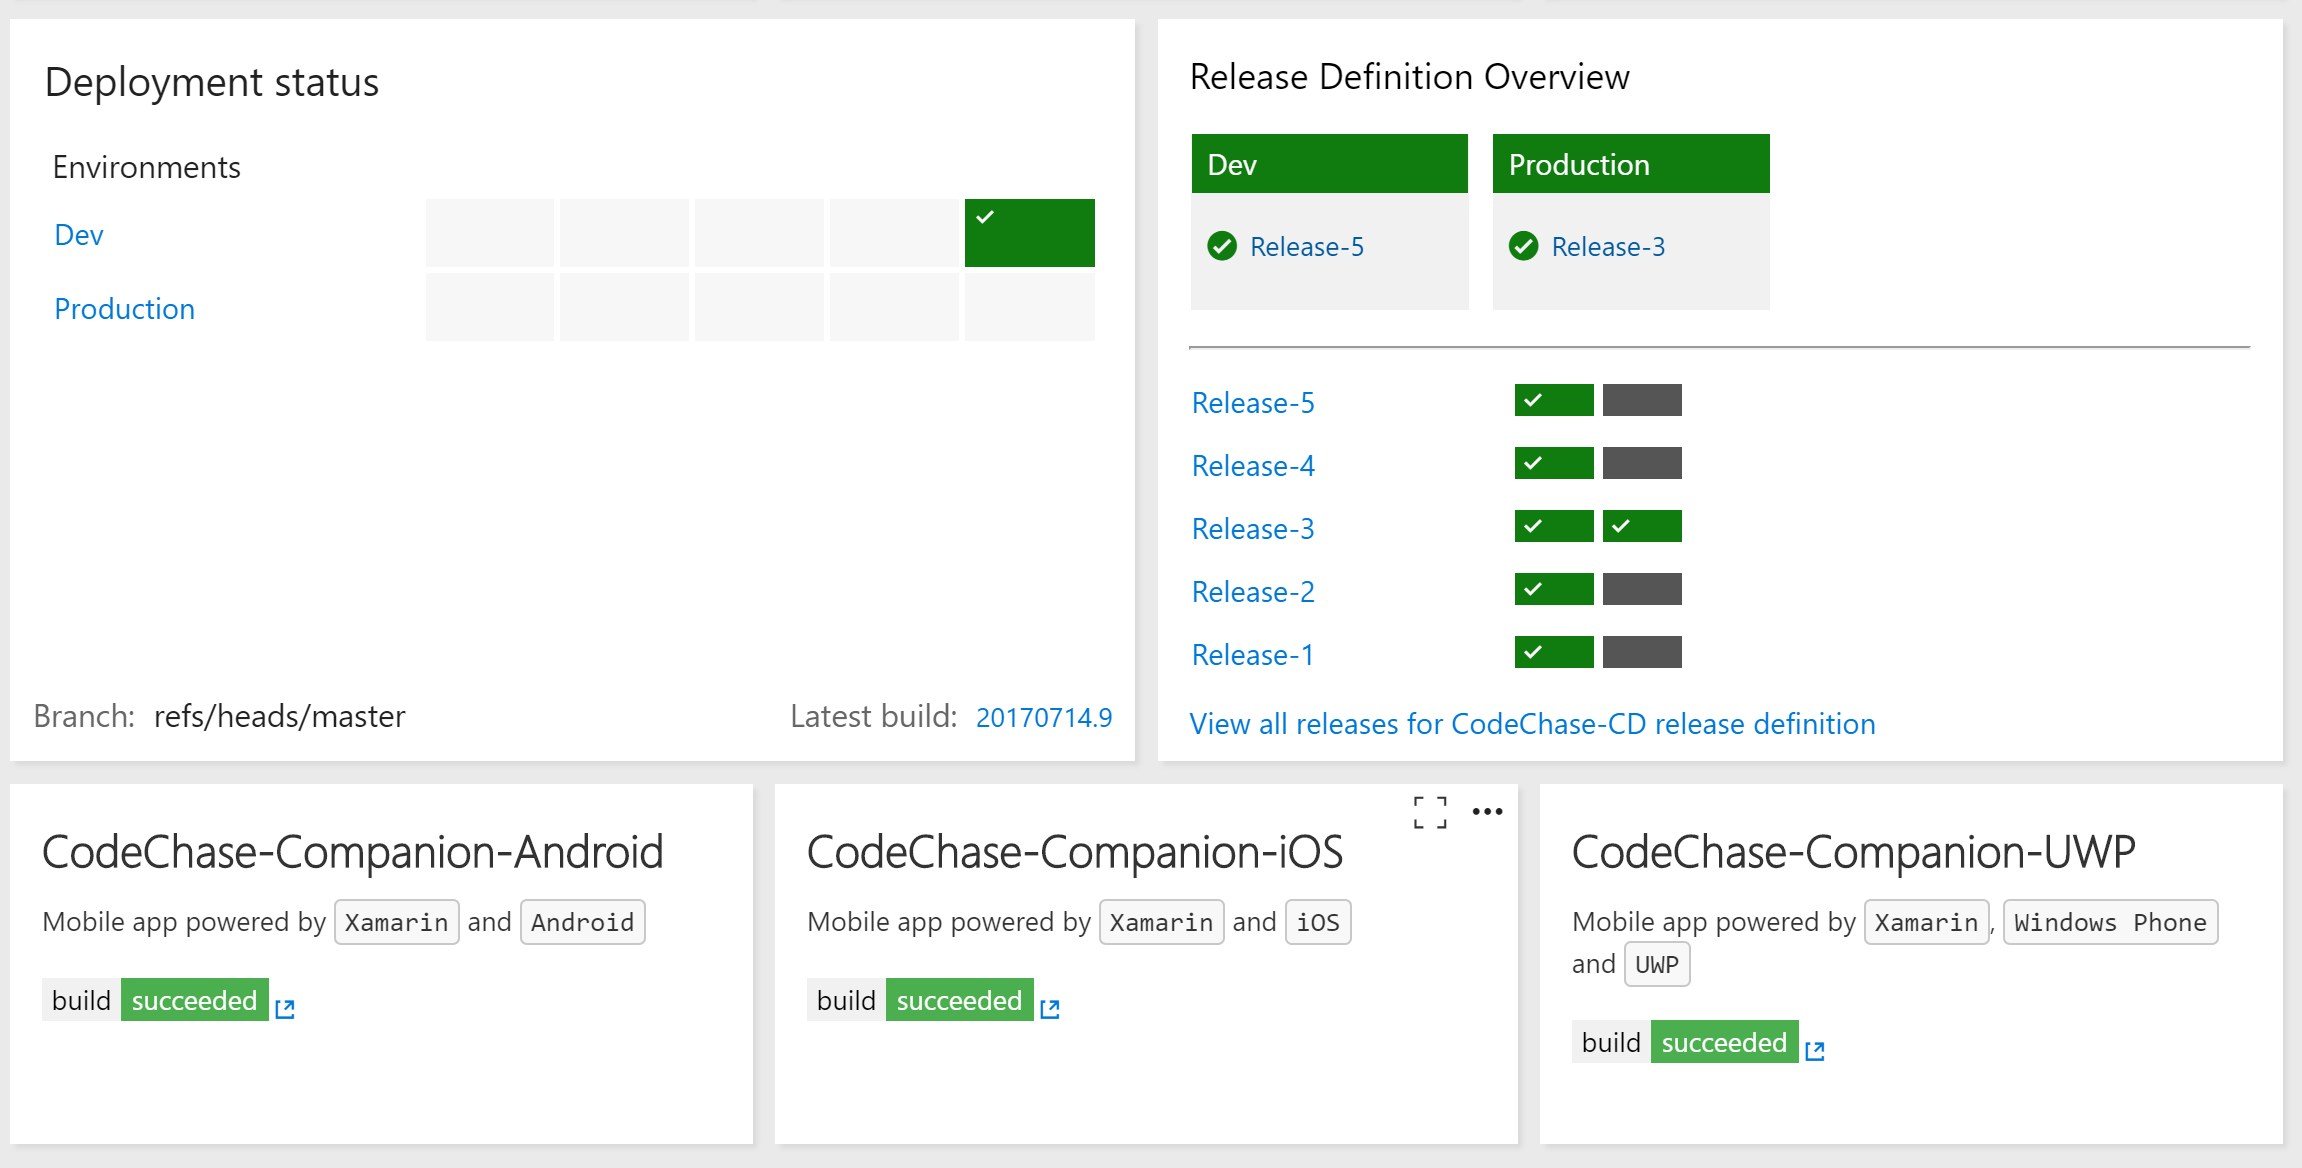 Deployment status
Environments
Dev
Production
Branch: refs/heads/master
Latest build: 20170714.9
Release Definition Overview
Dev
Production
Release-5
Release-3
Release-5
Release-4
Release-3
Release-2
Release-1
View all releases for CodeChase-CD release definition
CodeChase-Companion-Android
Mobile app powered by Xamarin and Android
build succeeded
CodeChase-Companion-iOS
Mobile app powered by Xamarin and iOS
build succeeded
CodeChase-Companion-UWP
Mobile app powered by Xamarin, Windows Phone
and UWP
build succeeded